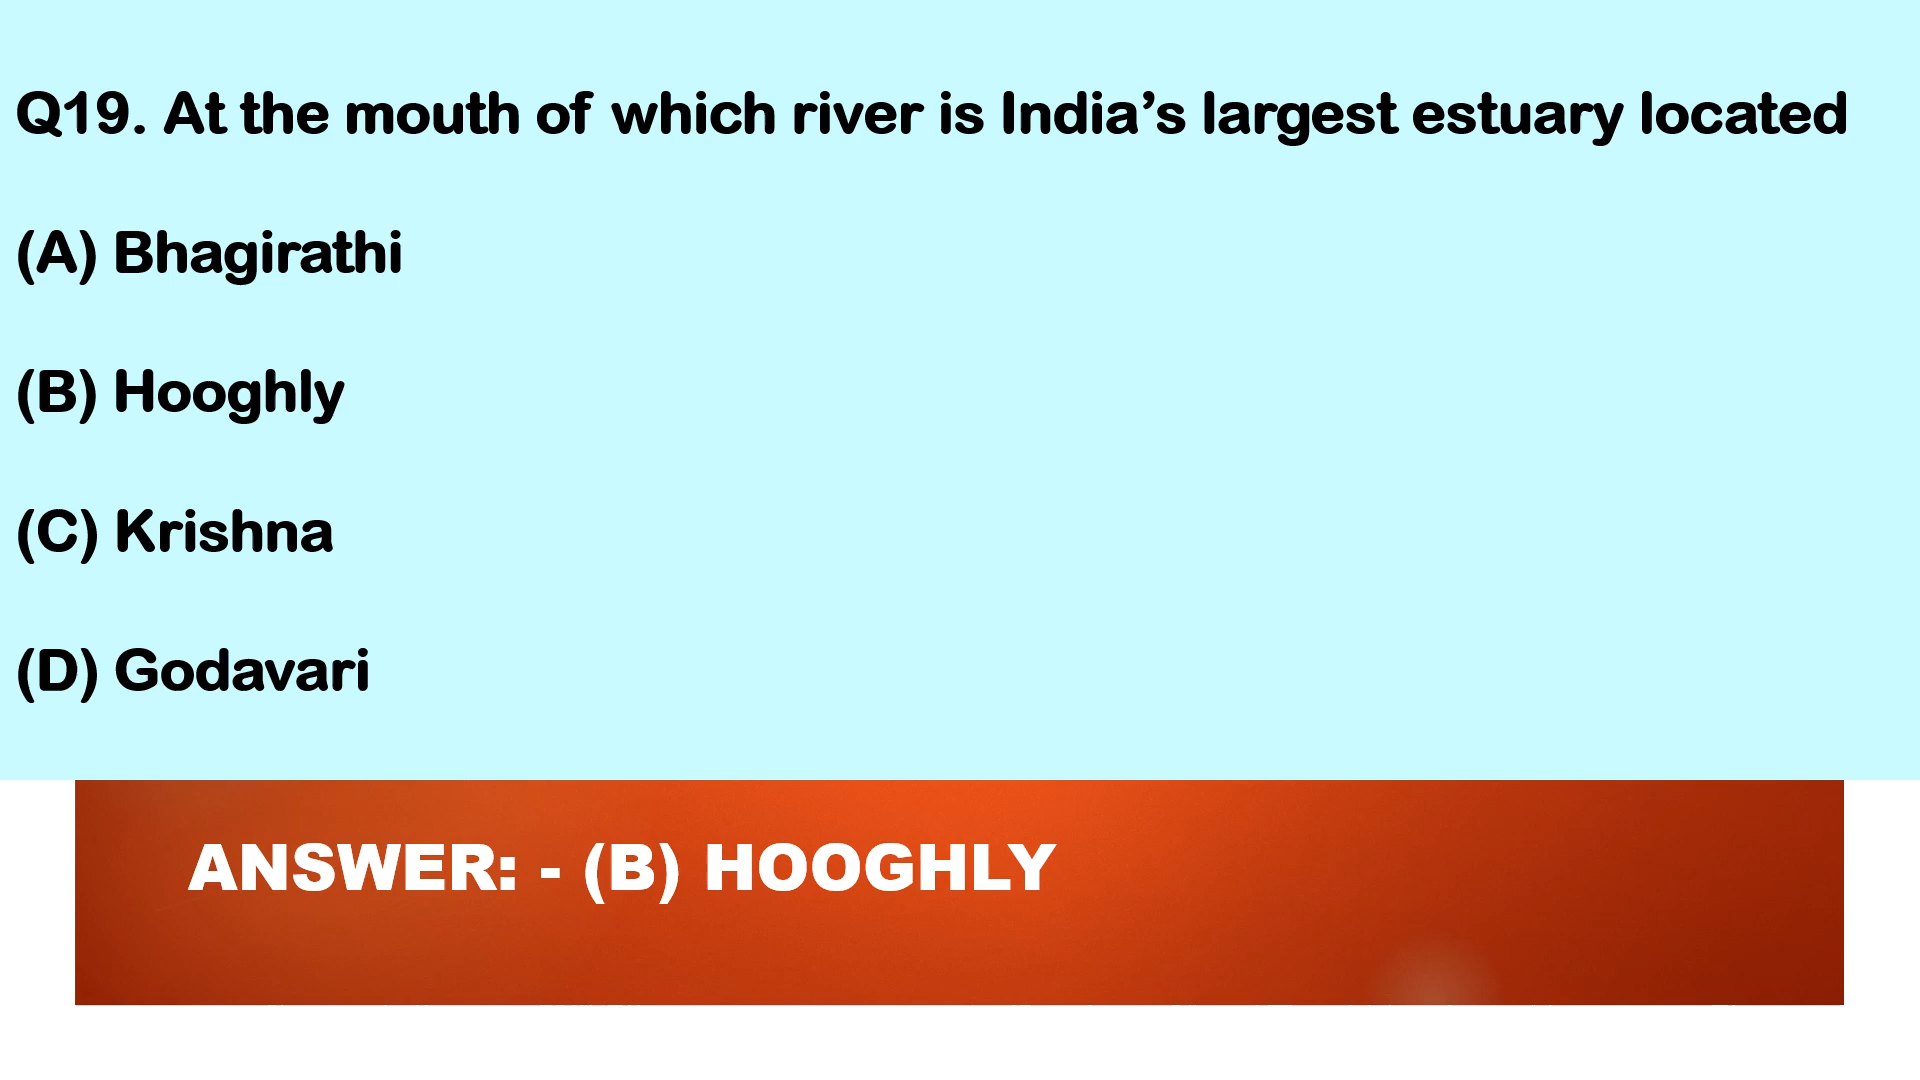 Q19. At the mouth of which river is India’s largest estuary located
(A) Bhagirathi
(B) Hooghly
(C) Krishna
(D) Godavari
ANSWER: - (B) HOOGHLY